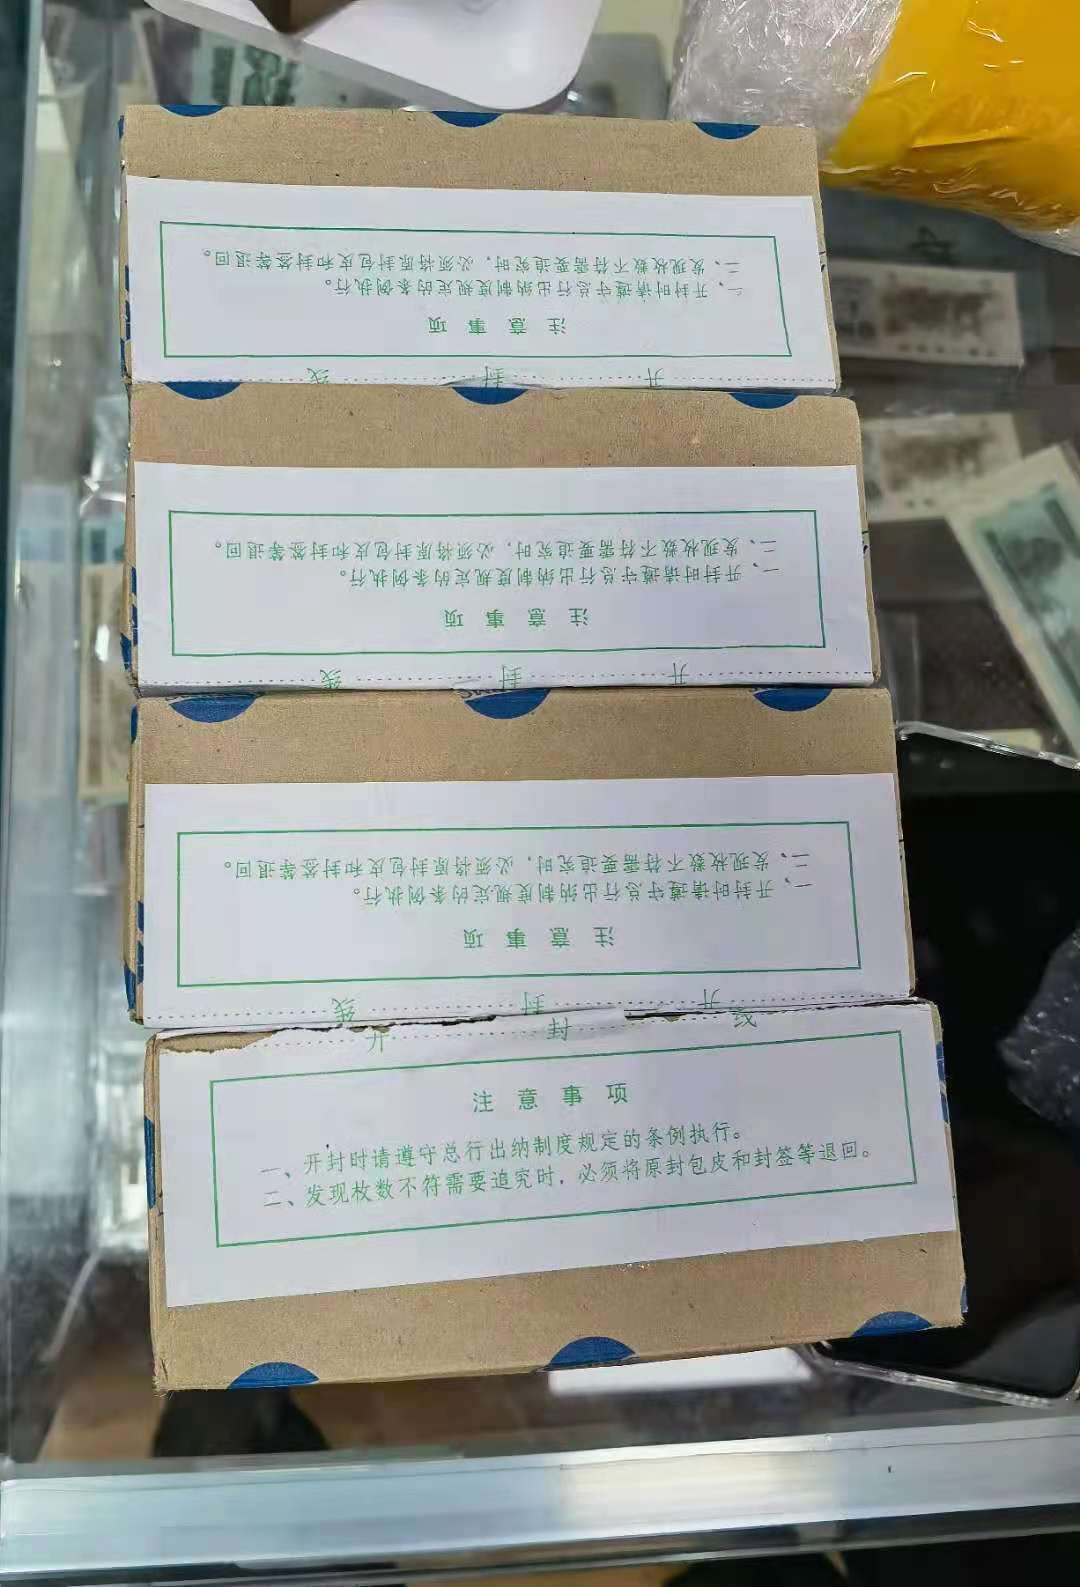 二、发现枚数不符需要追究时，必须将原封包皮和封签等退回。
一、开封时请遵守总行出纳制度规定的条例执行。
注意事项
开封线
二、发现枚数不符需要追究时，必须将原封包皮和封签等退回。
一、开封时请遵守总行出纳制度规定的条例执行。
注意事项
开封线
二、发现枚数不符需要追究时，必须将原封包皮和封签等退回。
一、开封时请遵守总行出纳制度规定的条例执行。
注意事项
开封线
开封线
注意事项
一、开封时请遵守总行出纳制度规定的条例执行。
二、发现枚数不符需要追究时，必须将原封包皮和封签等退回。